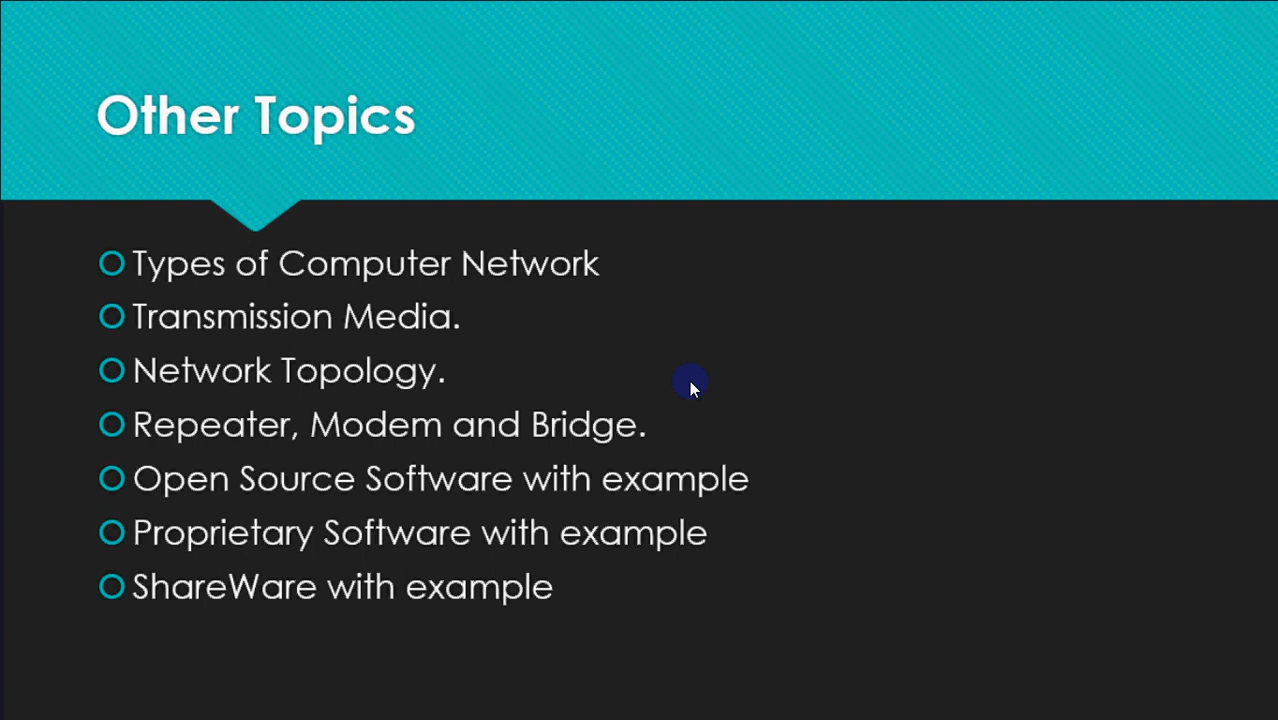 Other Topics
Types of Computer Network
Transmission Media.
Network Topology.
Repeater, Modem and Bridge.
Open Source Software with example
Proprietary Software with example
ShareWare with example